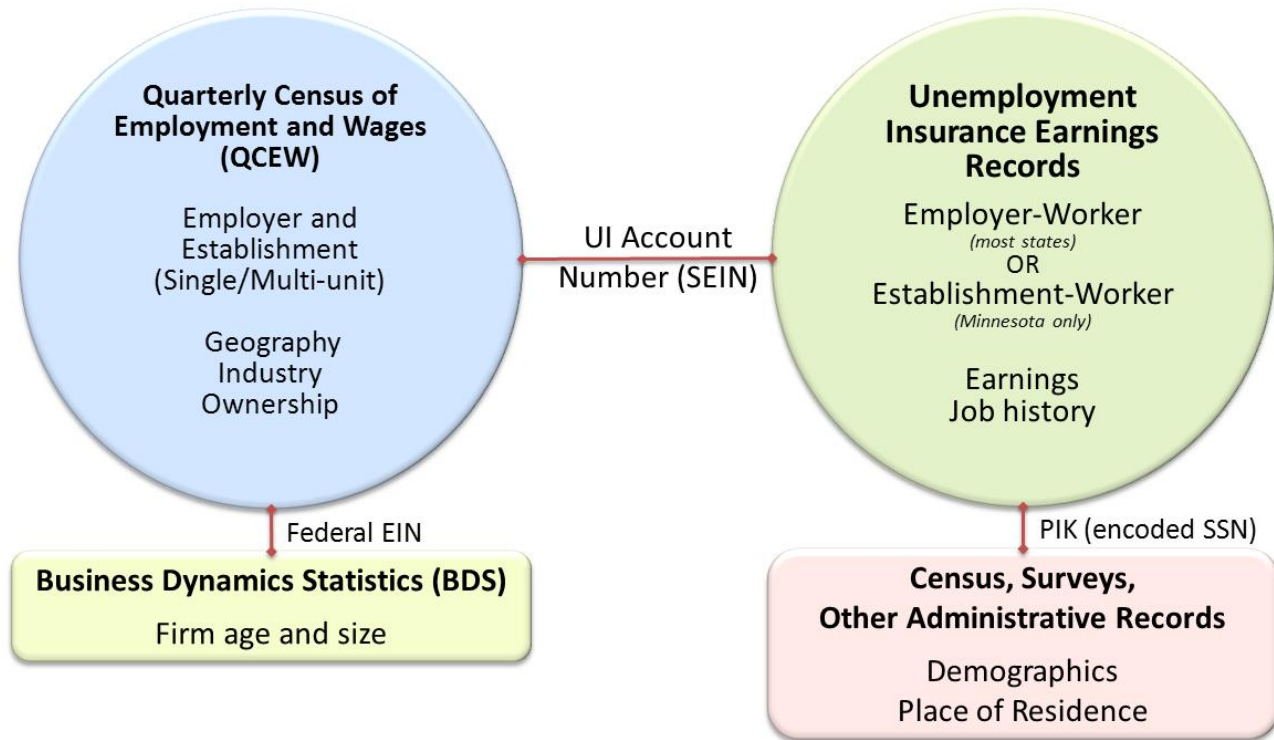 Quarterly Census of
Employment and Wages
(QCEW)
Employer and
Establishment
(Single/Multi-unit)
Geography
Industry
Ownership
UI Account
Number (SEIN)
Unemployment
Insurance Earnings
Records
Employer-Worker
(most states)
OR
Establishment-Worker
(Minnesota only)
Earnings
Job history
Federal EIN
Business Dynamics Statistics (BDS)
Firm age and size
PIK (encoded SSN)
Census, Surveys,
Other Administrative Records
Demographics
Place of Residence